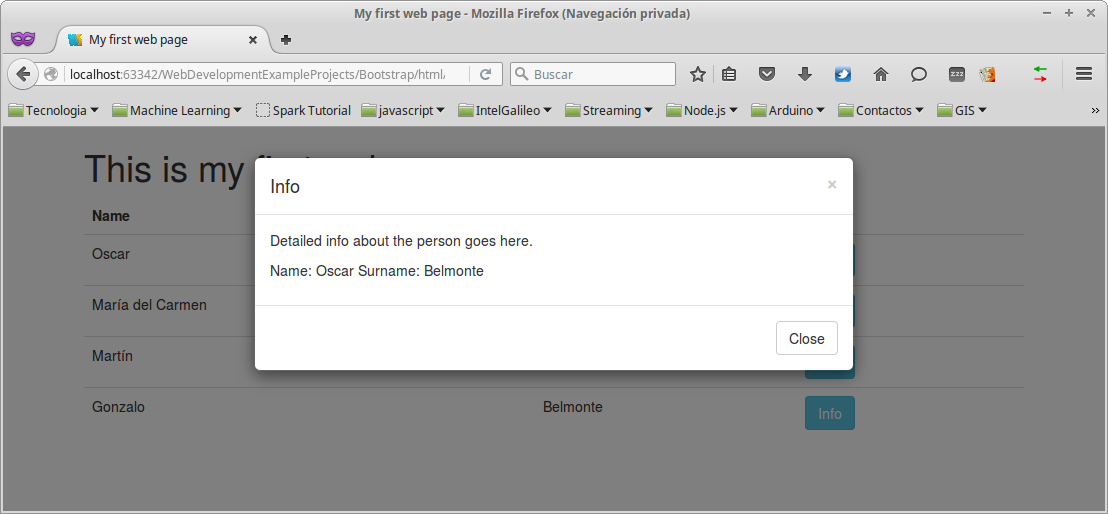 My first web page - Mozilla Firefox (Navegación privada)
My first web page
localhost:63342/WebDevelopmentExampleProjects/Bootstrap/html/
Buscar
zzz
Tecnologia
Machine Learning
Spark Tutorial
javascript
IntelGalileo
Streaming
Node.js
Arduino
Contactos
GIS
This is my
Name
Info
Detailed info about the person goes here.
Name: Oscar Surname: Belmonte
Close
Oscar
María del Carmen
Martín
Gonzalo Belmonte Info